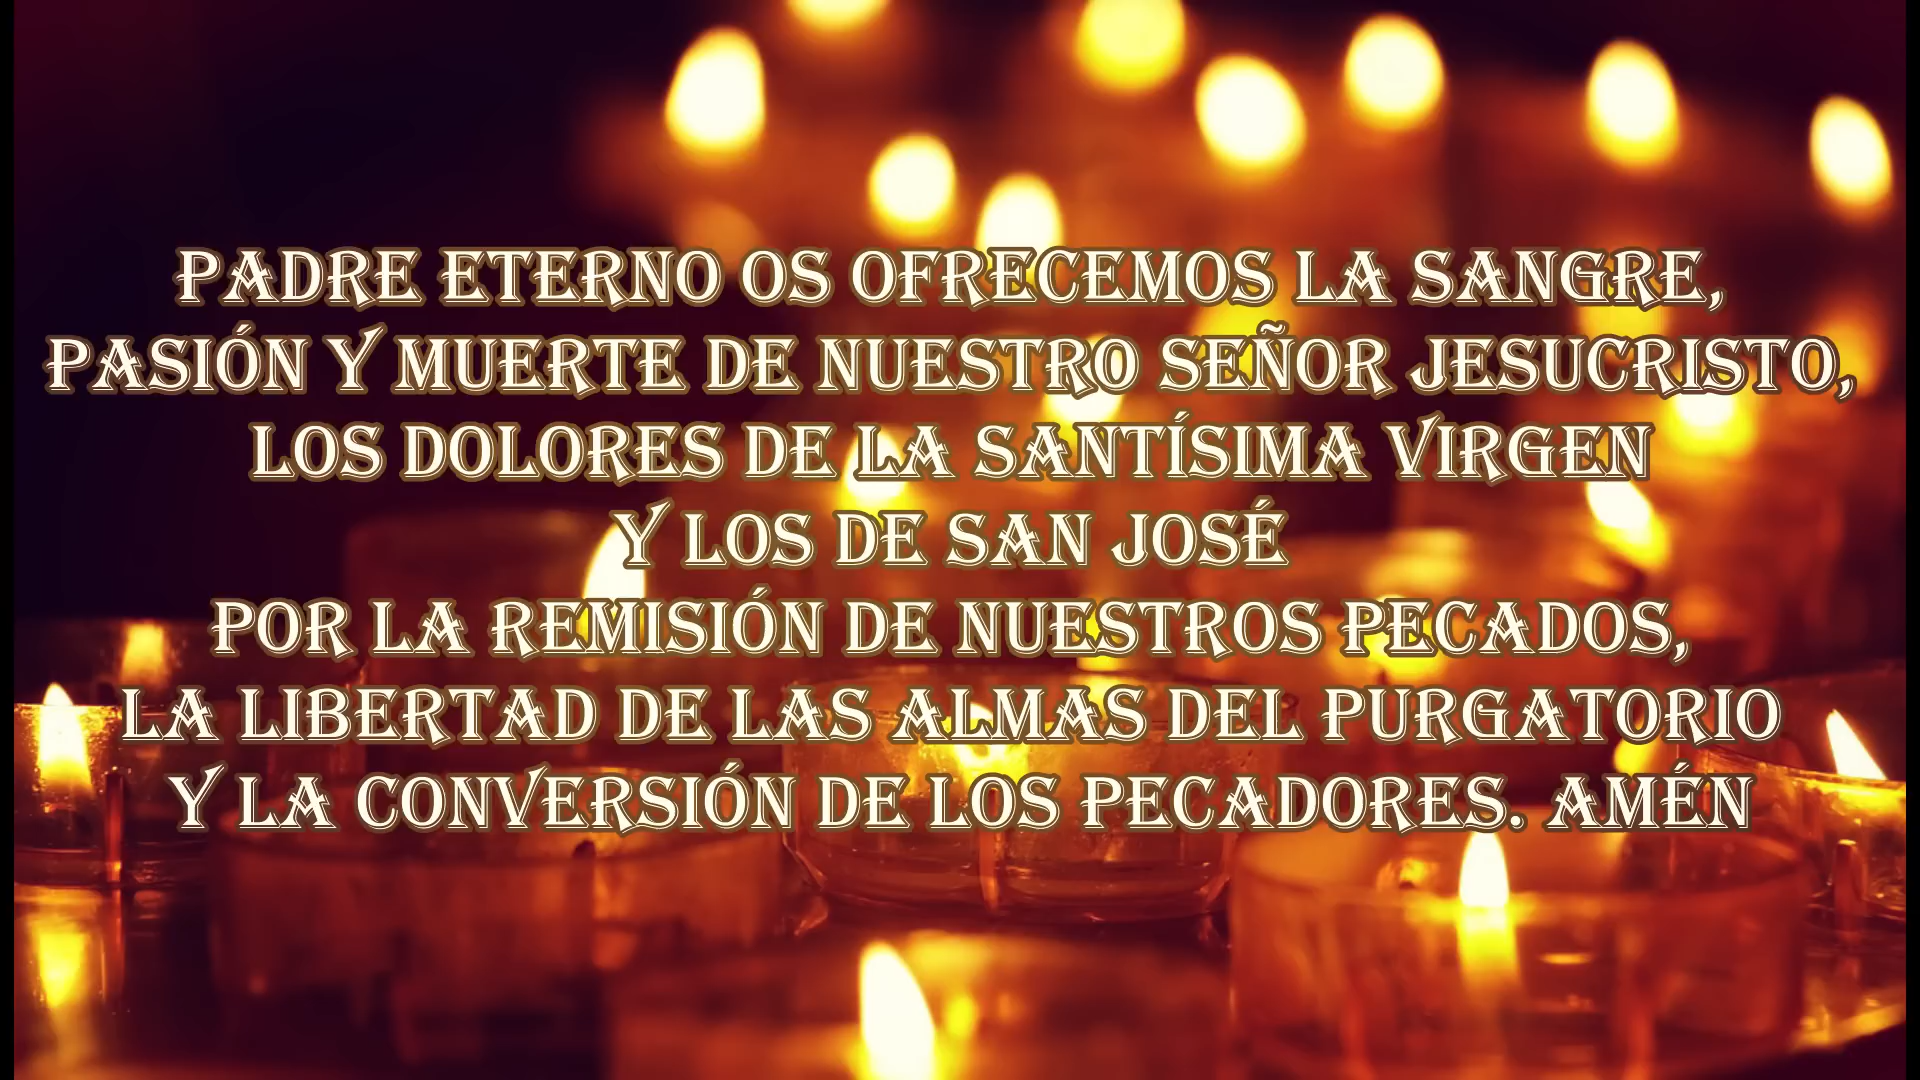 PADRE ETERNO OS OFRECEMOS LA SANGRE,
PASIÓN Y MUERTE DE NUESTRO SEÑOR JESUCRISTO,
LOS DOLORES DE LA SANTÍSIMA VIRGEN
Y LOS DE SAN JOSÉ
POR LA REMISIÓN DE NUESTROS PECADOS,
LA LIBERTAD DE LAS ALMAS DEL PURGATORIO
Y LA CONVERSIÓN DE LOS PECADORES. AMÉN